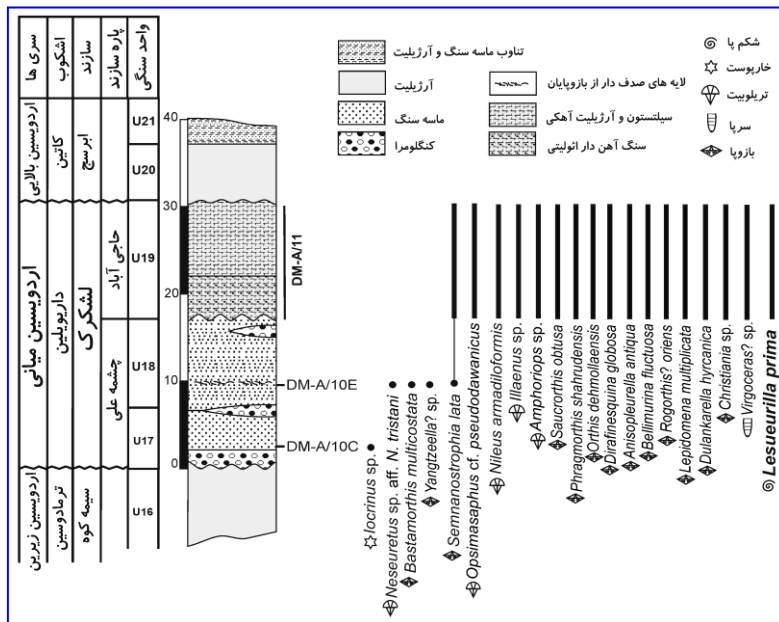 سری ها
اشکوب
سازند
پاره سازند
واحد سنگی
اردویسین بالایی
کاتین
ابرسج
U21
U20
اردویسین میانی
داریویلین
لشکرک
حاجی آباد
U19
چشمه علی
U18
U17
اردویسین زیرین
ترمادوسین
سیمه کوه
U16
40
30
20
10
0
تناوب ماسه سنگ و آرژیلیت
آرژیلیت
ماسه سنگ
کنگلومرا
لایه های صدف دار از بازوپایان
سیلتستون و آرژیلیت آهکی
سنگ آهن دار ائولیتی
شکم پا
خارپوست
تریلوبیت
سرپا
بازوپا
DM-A/11
DM-A/10E
DM-A/10C
Iocrinus sp.
Neseuretus sp. aff. N. tristani
Bastamorthis multicostata
Yangtzeella? sp.
Semnanostrophia lata
Opsimasaphus cf. pseudodawanicus
Nileus armadiloformis
Illaenus sp.
Amphoriops sp.
Saucrorthis obtusa
Phragmorthis shahrudensis
Orthis dehmollaensis
Dirafinesquina globosa
Anisopleurella antiqua
Bellimurina fluctuosa
Rogorthis? oriens
Lepidomena multiplicata
Dulankarella hyrcanica
Christiania sp.
Virgoceras? sp.
Lesueurilla prima